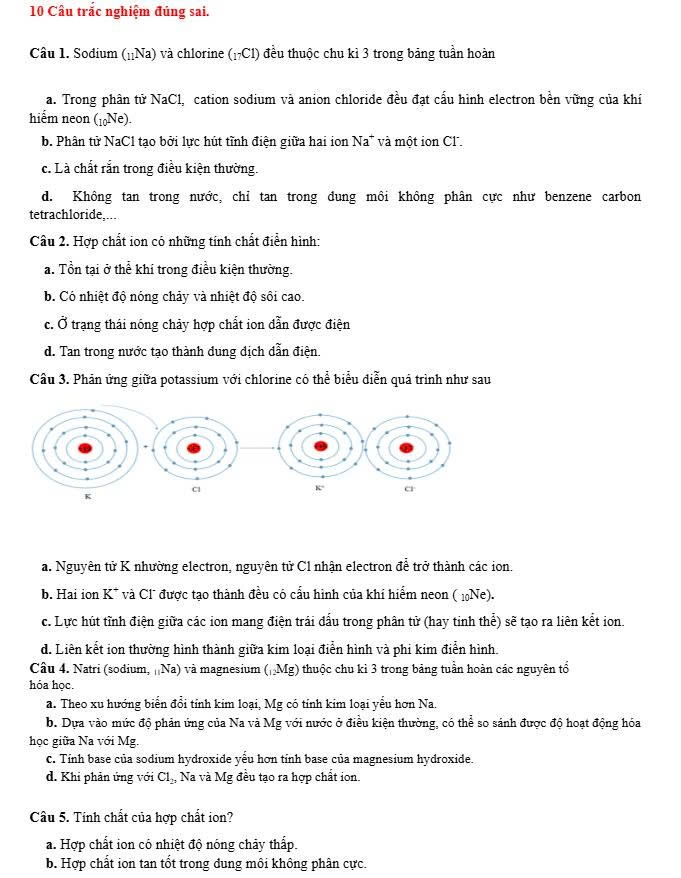 10 Câu trắc nghiệm đúng sai.
Câu 1. Sodium (₁₁Na) và chlorine (₁₇Cl) đều thuộc chu kì 3 trong bảng tuần hoàn
a. Trong phân tử NaCl, cation sodium và anion chloride đều đạt cấu hình electron bền vững của khí
hiếm neon (₁₀Ne).
b. Phân tử NaCl tạo bởi lực hút tĩnh điện giữa hai ion Na⁺ và một ion Cl⁻.
c. Là chất rắn trong điều kiện thường.
d. Không tan trong nước, chỉ tan trong dung môi không phân cực như benzene carbon
tetrachloride,...
Câu 2. Hợp chất ion có những tính chất điển hình:
a. Tồn tại ở thể khí trong điều kiện thường.
b. Có nhiệt độ nóng chảy và nhiệt độ sôi cao.
c. Ở trạng thái nóng chảy hợp chất ion dẫn được điện
d. Tan trong nước tạo thành dung dịch dẫn điện.
Câu 3. Phản ứng giữa potassium với chlorine có thể biểu diễn quá trình như sau
K Cl K⁺ Cl⁻
a. Nguyên tử K nhường electron, nguyên tử Cl nhận electron để trở thành các ion.
b. Hai ion K⁺ và Cl⁻ được tạo thành đều có cấu hình của khí hiếm neon ( ₁₀Ne).
c. Lực hút tĩnh điện giữa các ion mang điện trái dấu trong phân tử (hay tinh thể) sẽ tạo ra liên kết ion.
d. Liên kết ion thường hình thành giữa kim loại điển hình và phi kim điển hình.
Câu 4. Natri (sodium, ₁₁Na) và magnesium (₁₂Mg) thuộc chu kì 3 trong bảng tuần hoàn các nguyên tố
hóa học.
a. Theo xu hướng biến đổi tính kim loại, Mg có tính kim loại yếu hơn Na.
b. Dựa vào mức độ phản ứng của Na và Mg với nước ở điều kiện thường, có thể so sánh được độ hoạt động hóa
học giữa Na với Mg.
c. Tính base của sodium hydroxide yếu hơn tính base của magnesium hydroxide.
d. Khi phản ứng với Cl₂, Na và Mg đều tạo ra hợp chất ion.
Câu 5. Tính chất của hợp chất ion?
a. Hợp chất ion có nhiệt độ nóng chảy thấp.
b. Hợp chất ion tan tốt trong dung môi không phân cực.